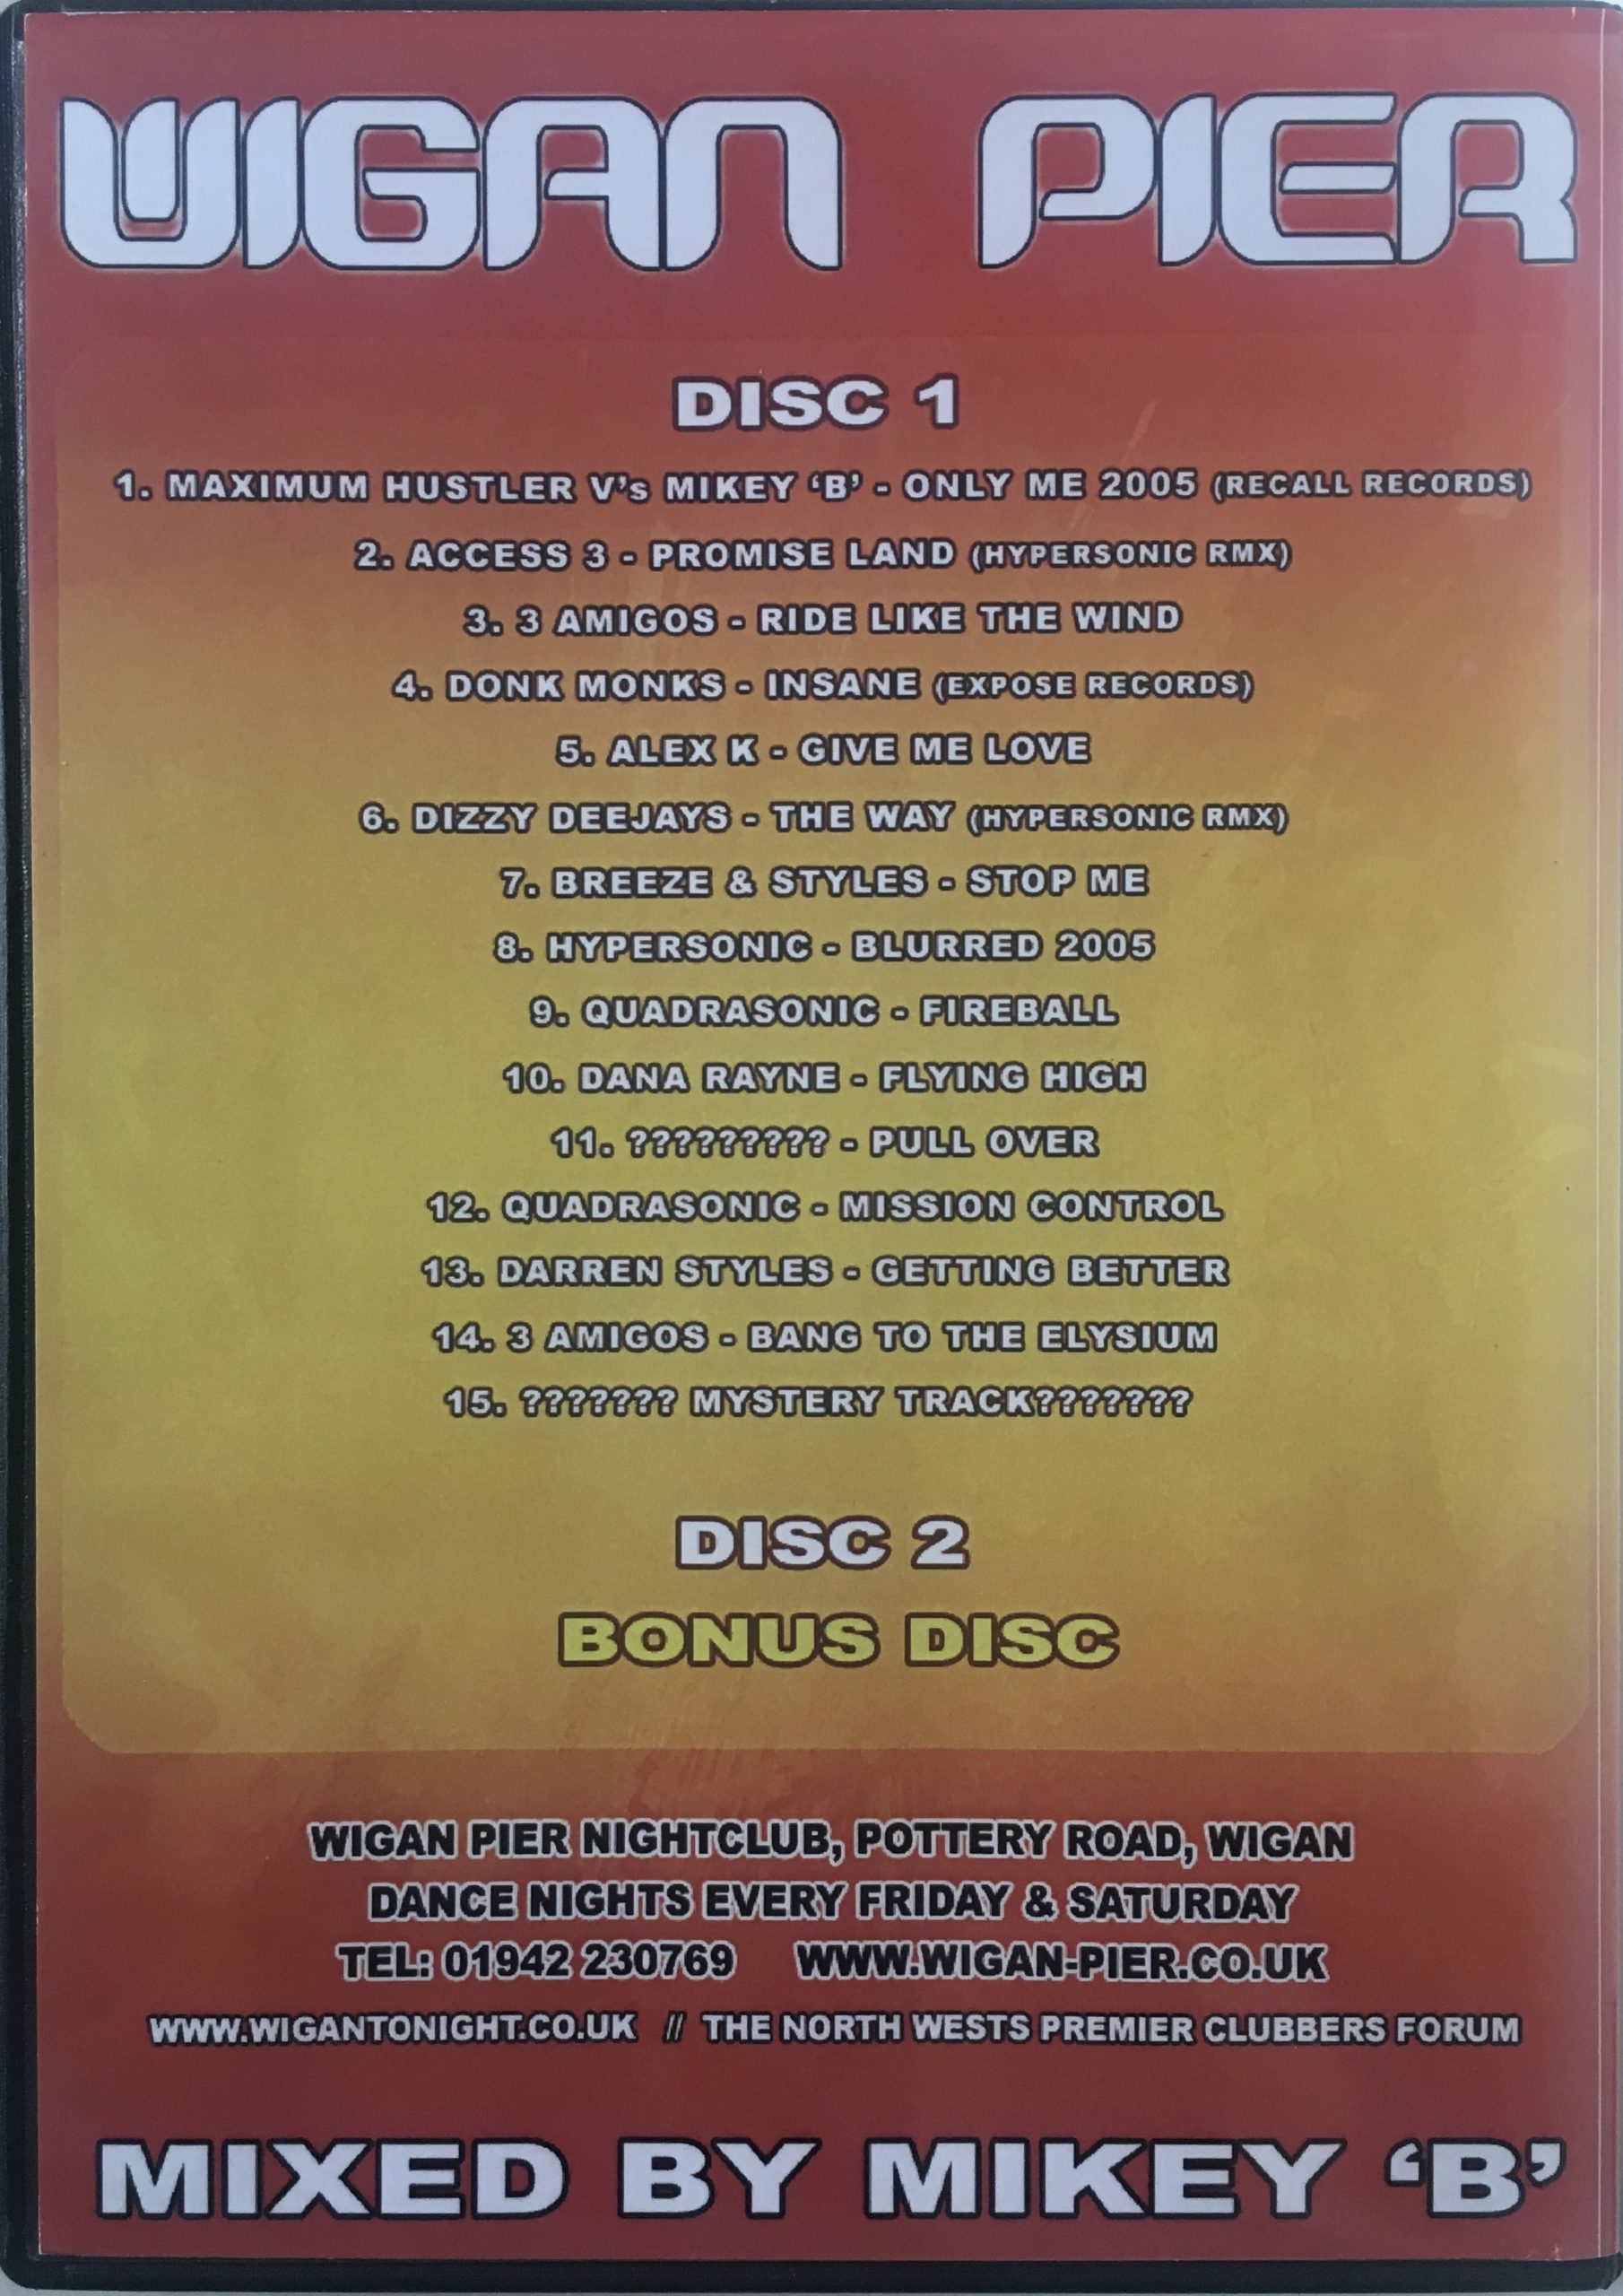 WIGAN PIER
DISC 1
1. MAXIMUM HUSTLER V's MIKEY ‘B’ - ONLY ME 2005 (RECALL RECORDS)
2. ACCESS 3 - PROMISE LAND (HYPERSONIC RMX)
3. 3 AMIGOS - RIDE LIKE THE WIND
4. DONK MONKS - INSANE (EXPOSE RECORDS)
5. ALEX K - GIVE ME LOVE
6. DIZZY DEEJAYS - THE WAY (HYPERSONIC RMX)
7. BREEZE & STYLES - STOP ME
8. HYPERSONIC - BLURRED 2005
9. QUADRASONIC - FIREBALL
10. DANA RAYNE - FLYING HIGH
11. ????????? - PULL OVER
12. QUADRASONIC - MISSION CONTROL
13. DARREN STYLES - GETTING BETTER
14. 3 AMIGOS - BANG TO THE ELYSIUM
15. ??????? MYSTERY TRACK???????
DISC 2
BONUS DISC
WIGAN PIER NIGHTCLUB, POTTERY ROAD, WIGAN
DANCE NIGHTS EVERY FRIDAY & SATURDAY
TEL: 01942 230769 WWW.WIGAN-PIER.CO.UK
WWW.WIGANTONIGHT.CO.UK // THE NORTH WESTS PREMIER CLUBBERS FORUM
MIXED BY MIKEY ‘B’